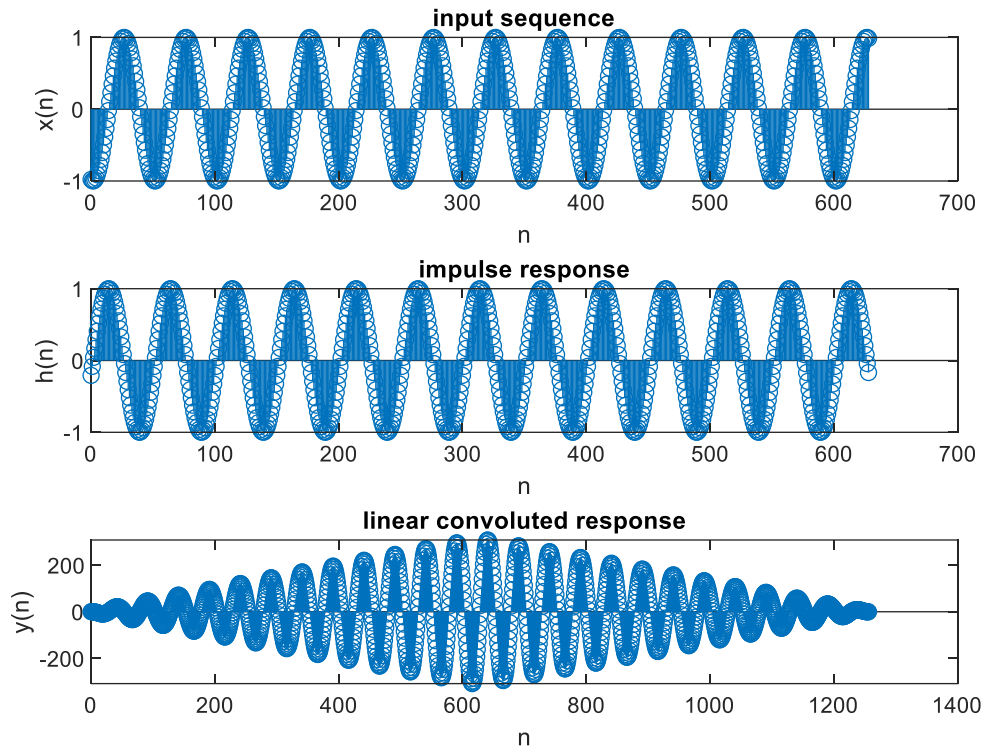 input sequence
1
0
-1
x(n)
0 100 200 300 400 500 600 700
n
impulse response
1
0
-1
h(n)
0 100 200 300 400 500 600 700
n
linear convoluted response
200
0
-200
y(n)
0 200 400 600 800 1000 1200 1400
n